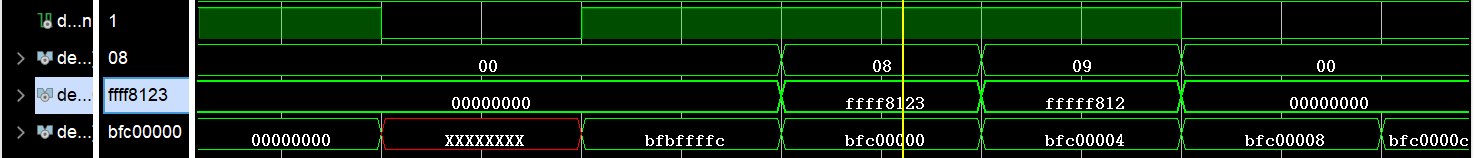 d...n 1
de... 08 00 08 09 00
de... ffff8123 00000000 ffff8123 fffff812 00000000
de... bfc00000 00000000 XXXXXXXX bfbffffc bfc00000 bfc00004 bfc00008 bfc0000c